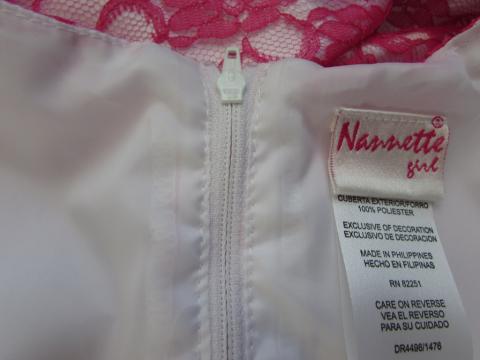 Nannette
girl
CUBIERTA EXTERIOR/FORRO
100% POLIESTER
EXCLUSIVE OF DECORATION
EXCLUSIVO DE DECORACION
MADE IN PHILIPPINES
HECHO EN FILIPINAS
RN 82251
CARE ON REVERSE
VEA EL REVERSO
PARA SU CUIDADO
DR4498/1476